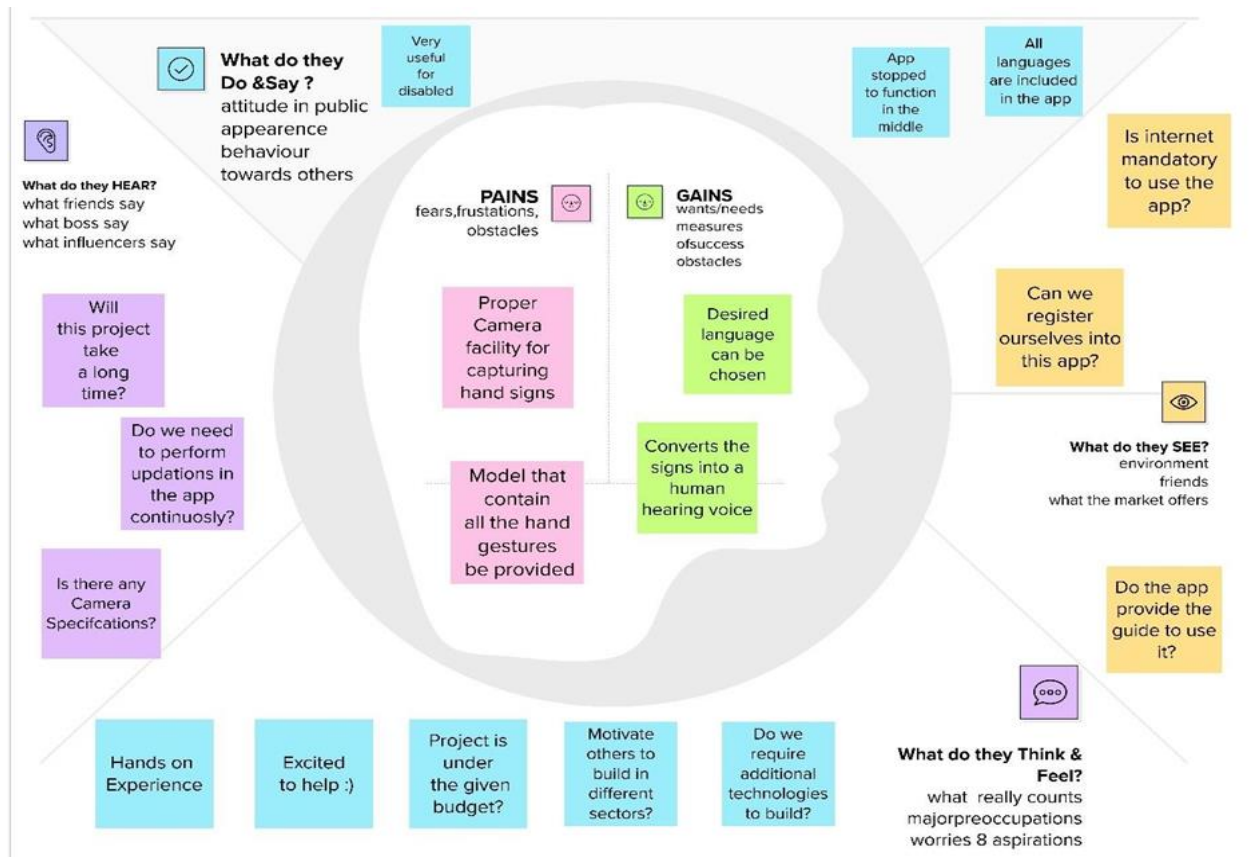 What do they
Do &Say ?
attitude in public
appearence
behaviour
towards others
Very
useful
for
disabled
App
stopped
to function
in the
middle
All
languages
are included
in the app
What do they HEAR?
what friends say
what boss say
what influencers say
Will
this project
take
a long
time?
Do we need
to perform
updations in
the app
continuosly?
Is there any
Camera
Specifcations?
PAINS
fears,frustations,
obstacles
Proper
Camera
facility for
capturing
hand signs
Model that
contain
all the hand
gestures
be provided
GAINS
wants/needs
measures
ofsuccess
obstacles
Desired
language
can be
chosen
Converts the
signs into a
human
hearing voice
Is internet
mandatory
to use the
app?
Can we
register
ourselves into
this app?
What do they SEE?
environment
friends
what the market offers
Do the app
provide the
guide to use
it?
Hands on
Experience
Excited
to help :)
Project is
under
the given
budget?
Motivate
others to
build in
different
sectors?
Do we
require
additional
technologies
to build?
What do they Think &
Feel?
what really counts
majorpreoccupations
worries 8 aspirations